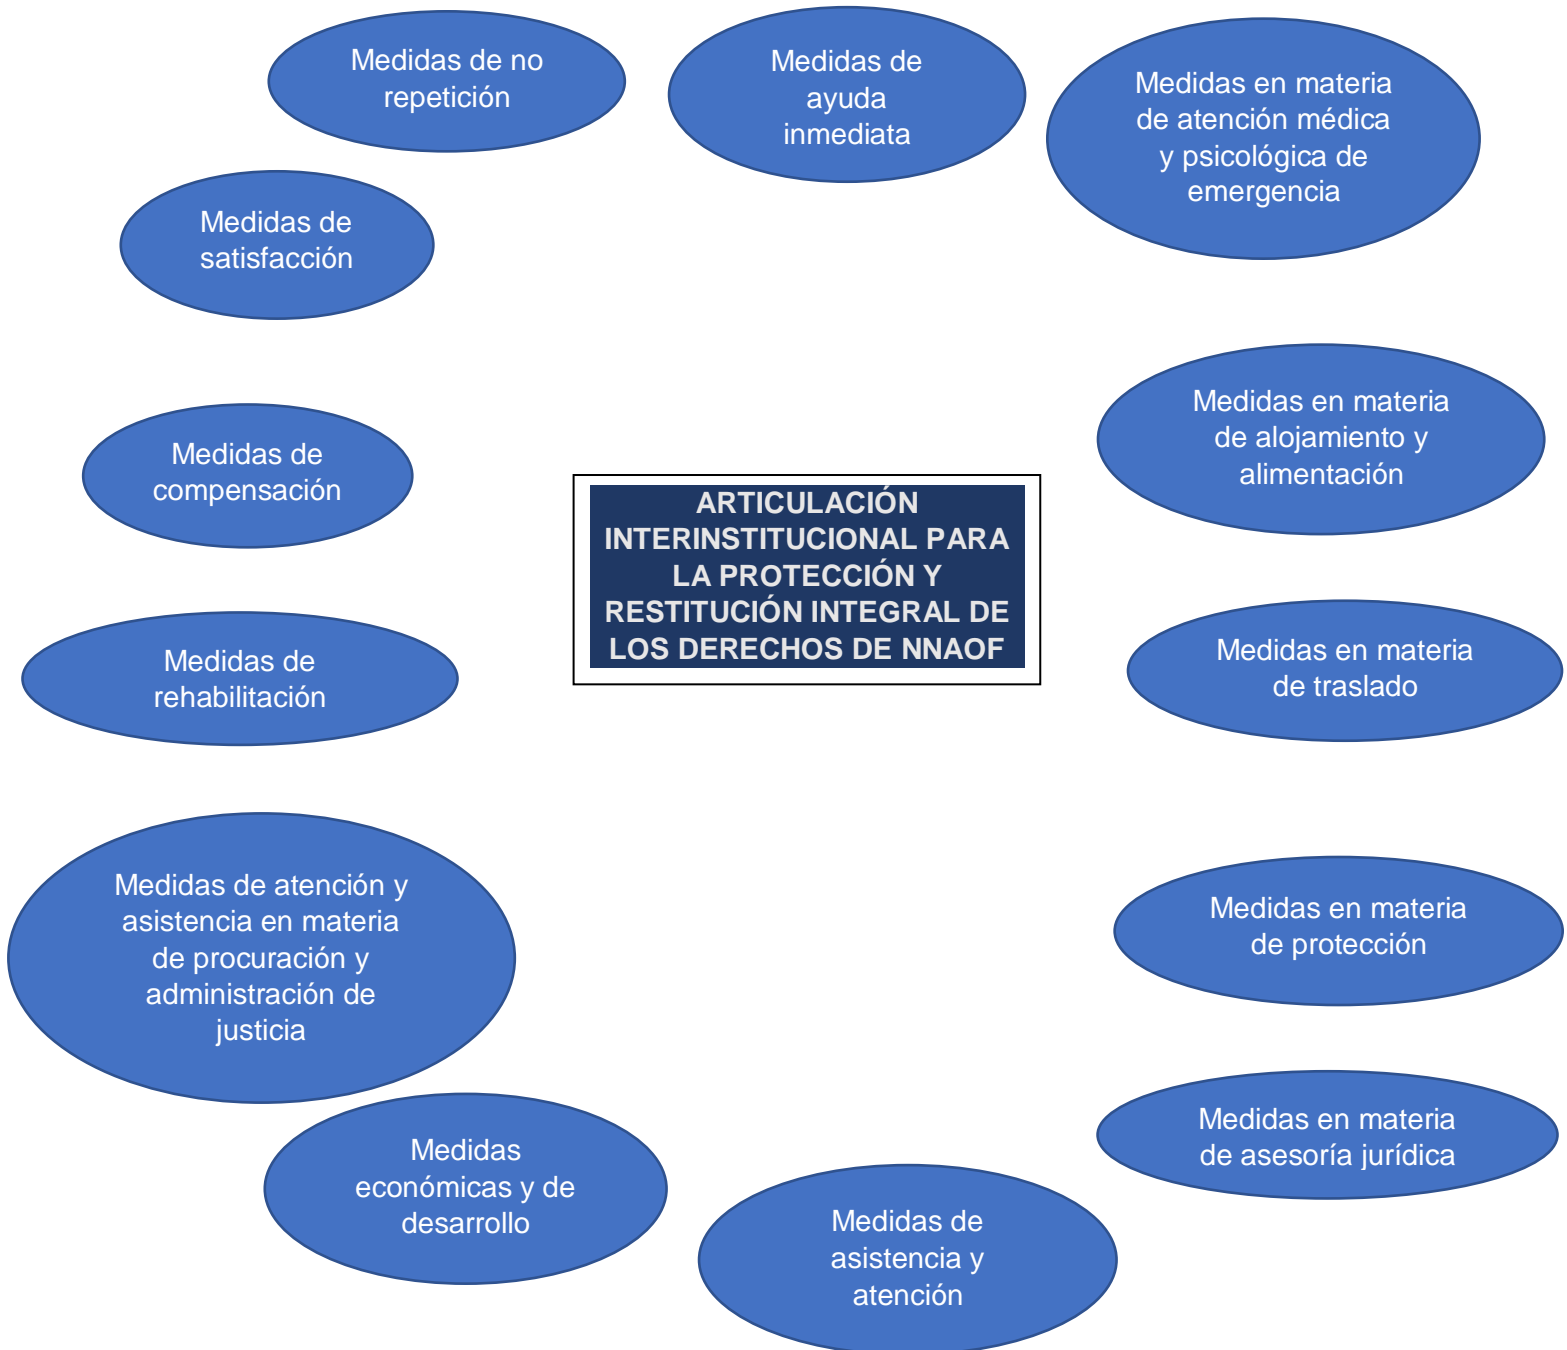 Medidas de no
repetición
Medidas de
ayuda
inmediata
Medidas en materia
de atención médica
y psicológica de
emergencia
Medidas de
satisfacción
Medidas en materia
de alojamiento y
alimentación
Medidas de
compensación
ARTICULACIÓN
INTERINSTITUCIONAL PARA
LA PROTECCIÓN Y
RESTITUCIÓN INTEGRAL DE
LOS DERECHOS DE NNAOF
Medidas de
rehabilitación
Medidas en materia
de traslado
Medidas de atención y
asistencia en materia
de procuración y
administración de
justicia
Medidas en materia
de protección
Medidas en materia
de asesoría jurídica
Medidas
económicas y de
desarrollo
Medidas de
asistencia y
atención